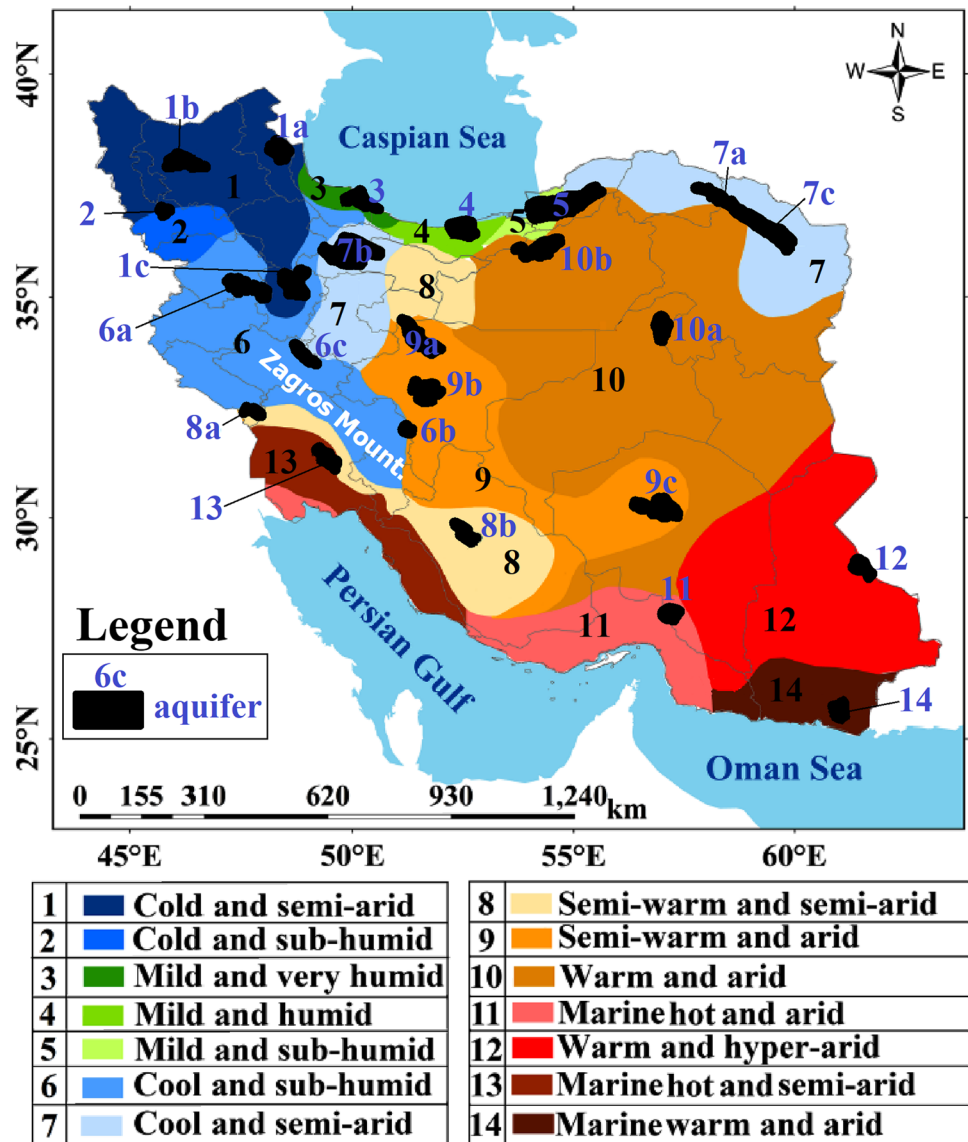 N
W E
S
40°N
35°N
30°N
25°N
Caspian Sea
1b
1a
1
2
2
3
3
4
4
5
5
7a
7c
7
1c
7b
8
10b
6a
7
6
6c
9a
10a
10
Zagros Mount.
9b
8a
6b
13
9
9c
13
8b
8
12
11
11
12
14
14
Persian Gulf
Oman Sea
Legend
6c
aquifer
0 155 310 620 930 1,240 km
45°E 50°E 55°E 60°E
1 Cold and semi-arid
2 Cold and sub-humid
3 Mild and very humid
4 Mild and humid
5 Mild and sub-humid
6 Cool and sub-humid
7 Cool and semi-arid
8 Semi-warm and semi-arid
9 Semi-warm and arid
10 Warm and arid
11 Marine hot and arid
12 Warm and hyper-arid
13 Marine hot and semi-arid
14 Marine warm and arid